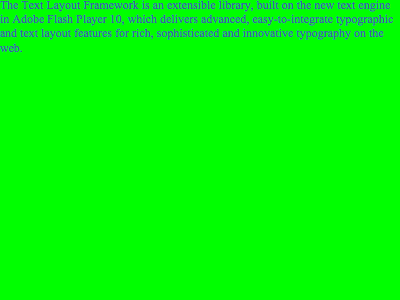 The Text Layout Framework is an extensible library, built on the new text engine
in Adobe Flash Player 10, which delivers advanced, easy-to-integrate typographic
and text layout features for rich, sophisticated and innovative typography on the
web.